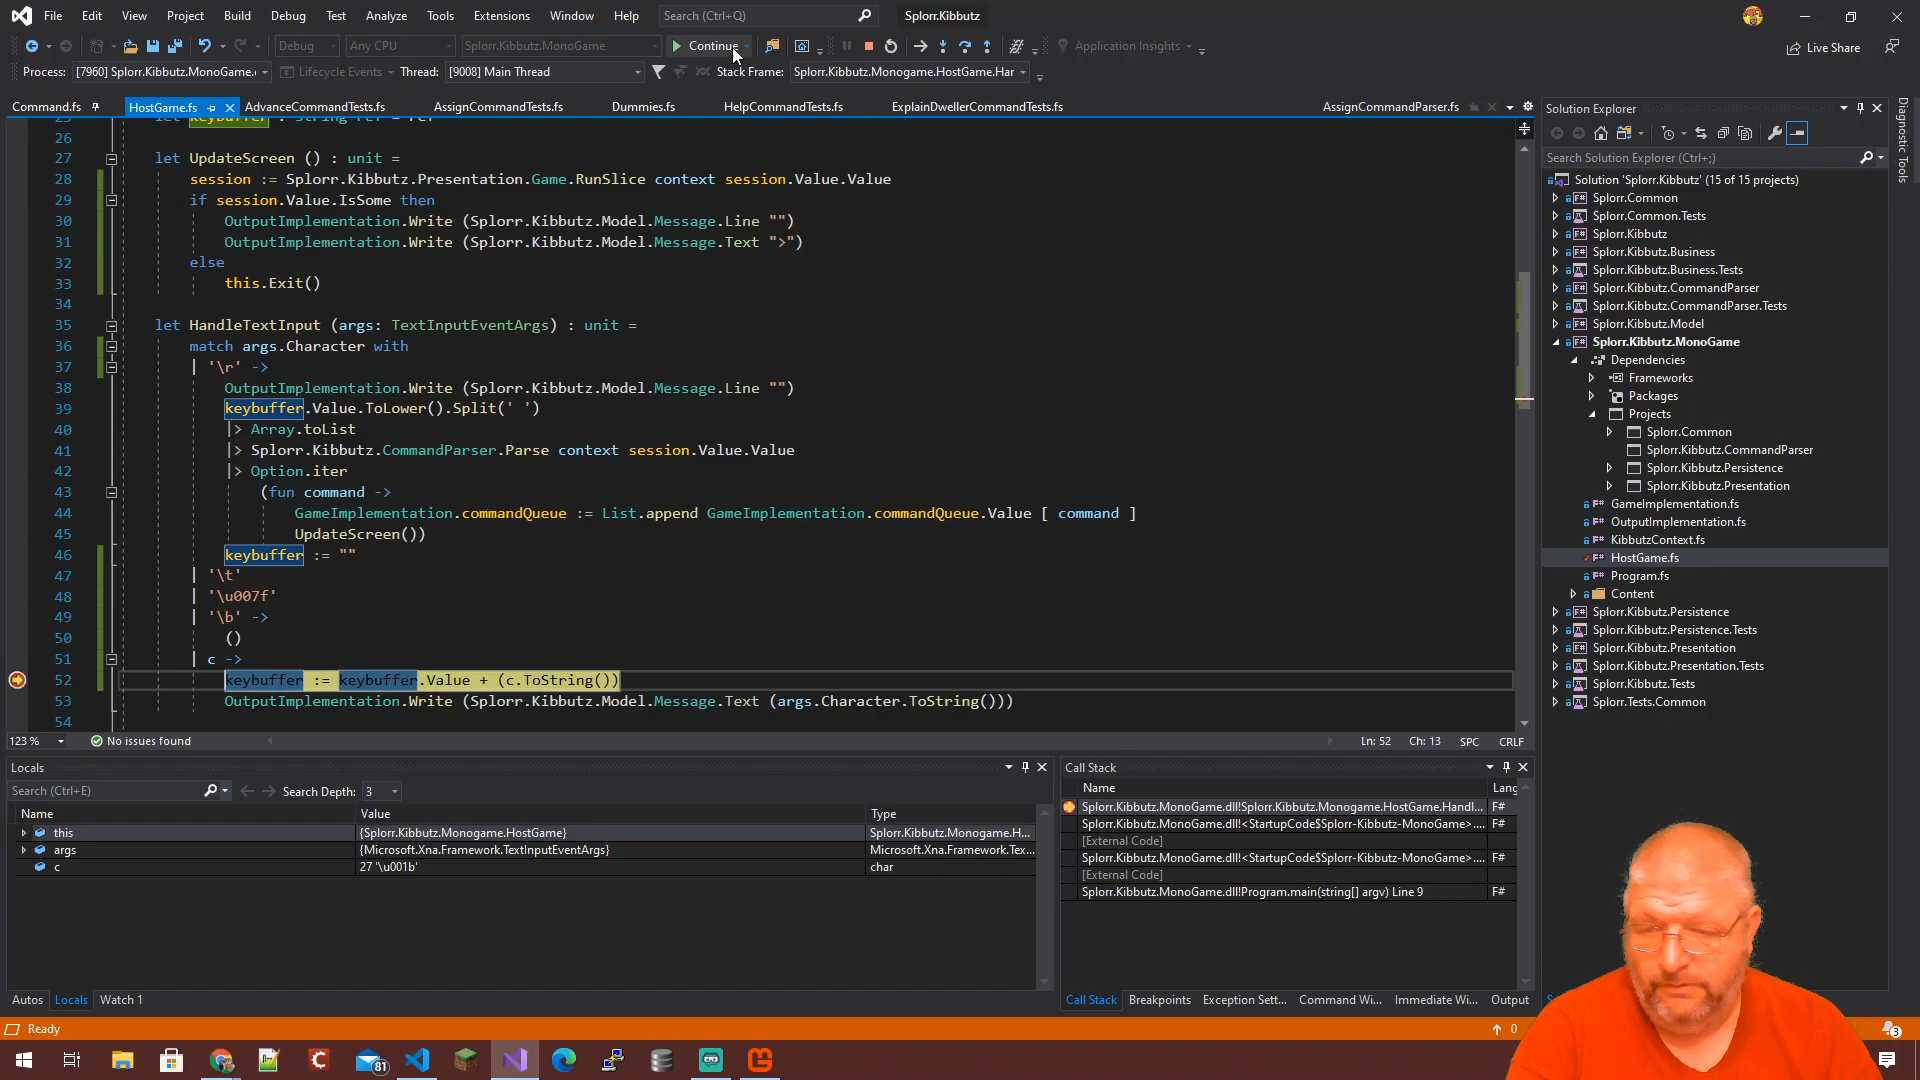 File Edit View Project Build Debug Test Analyze Tools Extensions Window Help Search (Ctrl+Q) Splorr.Kibbutz
Debug Any CPU Splorr.Kibbutz.MonoGame Continue Application Insights Live Share
Process: [7960] Splorr.Kibbutz.MonoGame. Lifecycle Events Thread: [9008] Main Thread Stack Frame: Splorr.Kibbutz.Monogame.HostGame.Har
Command.fs HostGame.fs AdvanceCommandTests.fs AssignCommandTests.fs Dummies.fs HelpCommandTests.fs ExplainDwellerCommandTests.fs AssignCommandParser.fs
25 let keybuffer : string ref = ref
26
27 let UpdateScreen () : unit =
28 session := Splorr.Kibbutz.Presentation.Game.RunSlice context session.Value.Value
29 if session.Value.IsSome then
30 OutputImplementation.Write (Splorr.Kibbutz.Model.Message.Line "")
31 OutputImplementation.Write (Splorr.Kibbutz.Model.Message.Text ">")
32 else
33 this.Exit()
34
35 let HandleTextInput (args: TextInputEventArgs) : unit =
36 match args.Character with
37 | '\r' ->
38 OutputImplementation.Write (Splorr.Kibbutz.Model.Message.Line "")
39 keybuffer.Value.ToLower().Split(' ')
40 |> Array.toList
41 |> Splorr.Kibbutz.CommandParser.Parse context session.Value.Value
42 |> Option.iter
43 (fun command ->
44 GameImplementation.commandQueue := List.append GameImplementation.commandQueue.Value [ command ]
45 UpdateScreen())
46 keybuffer := ""
47 | '\t'
48 | '\u007f'
49 | '\b' ->
50 ()
51 | c ->
52 keybuffer := keybuffer.Value + (c.ToString())
53 OutputImplementation.Write (Splorr.Kibbutz.Model.Message.Text (args.Character.ToString()))
54
123 % No issues found Ln: 52 Ch: 13 SPC CRLF
Locals
Search (Ctrl+E) Search Depth: 3
Name Value Type
this {Splorr.Kibbutz.Monogame.HostGame} Splorr.Kibbutz.Monogame.H...
args {Microsoft.Xna.Framework.TextInputEventArgs} Microsoft.Xna.Framework.Tex...
c 27 '\u001b' char
Autos Locals Watch 1
Call Stack
Name Lang
Splorr.Kibbutz.MonoGame.dll!Splorr.Kibbutz.Monogame.HostGame.Handl... F#
Splorr.Kibbutz.MonoGame.dll!<StartupCode$Splorr-Kibbutz-MonoGame>.... F#
[External Code]
Splorr.Kibbutz.MonoGame.dll!<StartupCode$Splorr-Kibbutz-MonoGame>.... F#
[External Code]
Splorr.Kibbutz.MonoGame.dll!Program.main(string[] argv) Line 9 F#
Call Stack Breakpoints Exception Sett... Command Wi... Immediate Wi... Output
Solution Explorer
Search Solution Explorer (Ctrl+;)
Solution 'Splorr.Kibbutz' (15 of 15 projects)
Splorr.Common
Splorr.Common.Tests
Splorr.Kibbutz
Splorr.Kibbutz.Business
Splorr.Kibbutz.Business.Tests
Splorr.Kibbutz.CommandParser
Splorr.Kibbutz.CommandParser.Tests
Splorr.Kibbutz.Model
Splorr.Kibbutz.MonoGame
Dependencies
Frameworks
Packages
Projects
Splorr.Common
Splorr.Kibbutz.CommandParser
Splorr.Kibbutz.Persistence
Splorr.Kibbutz.Presentation
GameImplementation.fs
OutputImplementation.fs
KibbutzContext.fs
HostGame.fs
Program.fs
Content
Splorr.Kibbutz.Persistence
Splorr.Kibbutz.Persistence.Tests
Splorr.Kibbutz.Presentation
Splorr.Kibbutz.Presentation.Tests
Splorr.Kibbutz.Tests
Splorr.Tests.Common
Diagnostic Tools
Ready 0 3
81